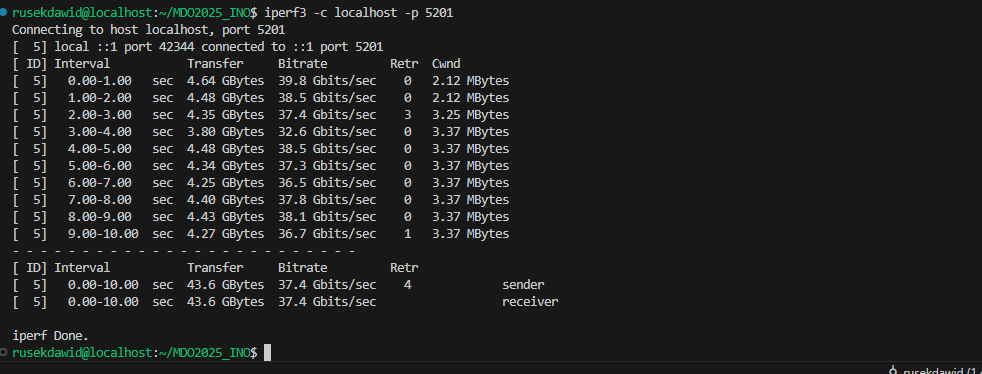 rusekdawid@localhost:~/MDO2025_INO$ iperf3 -c localhost -p 5201
Connecting to host localhost, port 5201
[  5] local ::1 port 42344 connected to ::1 port 5201
[ ID] Interval           Transfer     Bitrate         Retr  Cwnd
[  5]   0.00-1.00   sec  4.64 GBytes  39.8 Gbits/sec    0   2.12 MBytes
[  5]   1.00-2.00   sec  4.48 GBytes  38.5 Gbits/sec    0   2.12 MBytes
[  5]   2.00-3.00   sec  4.35 GBytes  37.4 Gbits/sec    3   3.25 MBytes
[  5]   3.00-4.00   sec  3.80 GBytes  32.6 Gbits/sec    0   3.37 MBytes
[  5]   4.00-5.00   sec  4.48 GBytes  38.5 Gbits/sec    0   3.37 MBytes
[  5]   5.00-6.00   sec  4.34 GBytes  37.3 Gbits/sec    0   3.37 MBytes
[  5]   6.00-7.00   sec  4.25 GBytes  36.5 Gbits/sec    0   3.37 MBytes
[  5]   7.00-8.00   sec  4.40 GBytes  37.8 Gbits/sec    0   3.37 MBytes
[  5]   8.00-9.00   sec  4.43 GBytes  38.1 Gbits/sec    0   3.37 MBytes
[  5]   9.00-10.00  sec  4.27 GBytes  36.7 Gbits/sec    1   3.37 MBytes
- - - - - - - - - - - - - - - - - - - - - - - - -
[ ID] Interval           Transfer     Bitrate         Retr
[  5]   0.00-10.00  sec  43.6 GBytes  37.4 Gbits/sec    4             sender
[  5]   0.00-10.00  sec  43.6 GBytes  37.4 Gbits/sec                  receiver
iperf Done.
rusekdawid@localhost:~/MDO2025_INO$
rusekdawid (1